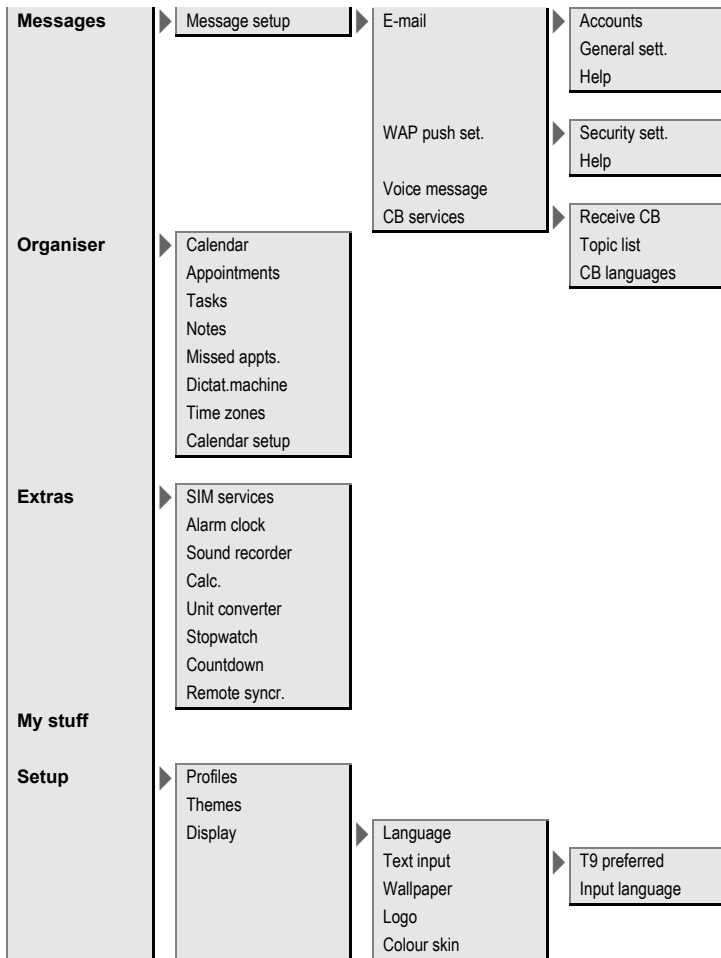 Messages Message setup E-mail Accounts
General sett.
Help
WAP push set. Security sett.
Help
Voice message
CB services Receive CB
Organiser Calendar Topic list
Appointments CB languages
Tasks
Notes
Missed appts.
Dictat.machine
Time zones
Calendar setup
Extras SIM services
Alarm clock
Sound recorder
Calc.
Unit converter
Stopwatch
Countdown
Remote syncr.
My stuff
Setup Profiles
Themes
Display Language
Text input T9 preferred
Wallpaper Input language
Logo
Colour skin